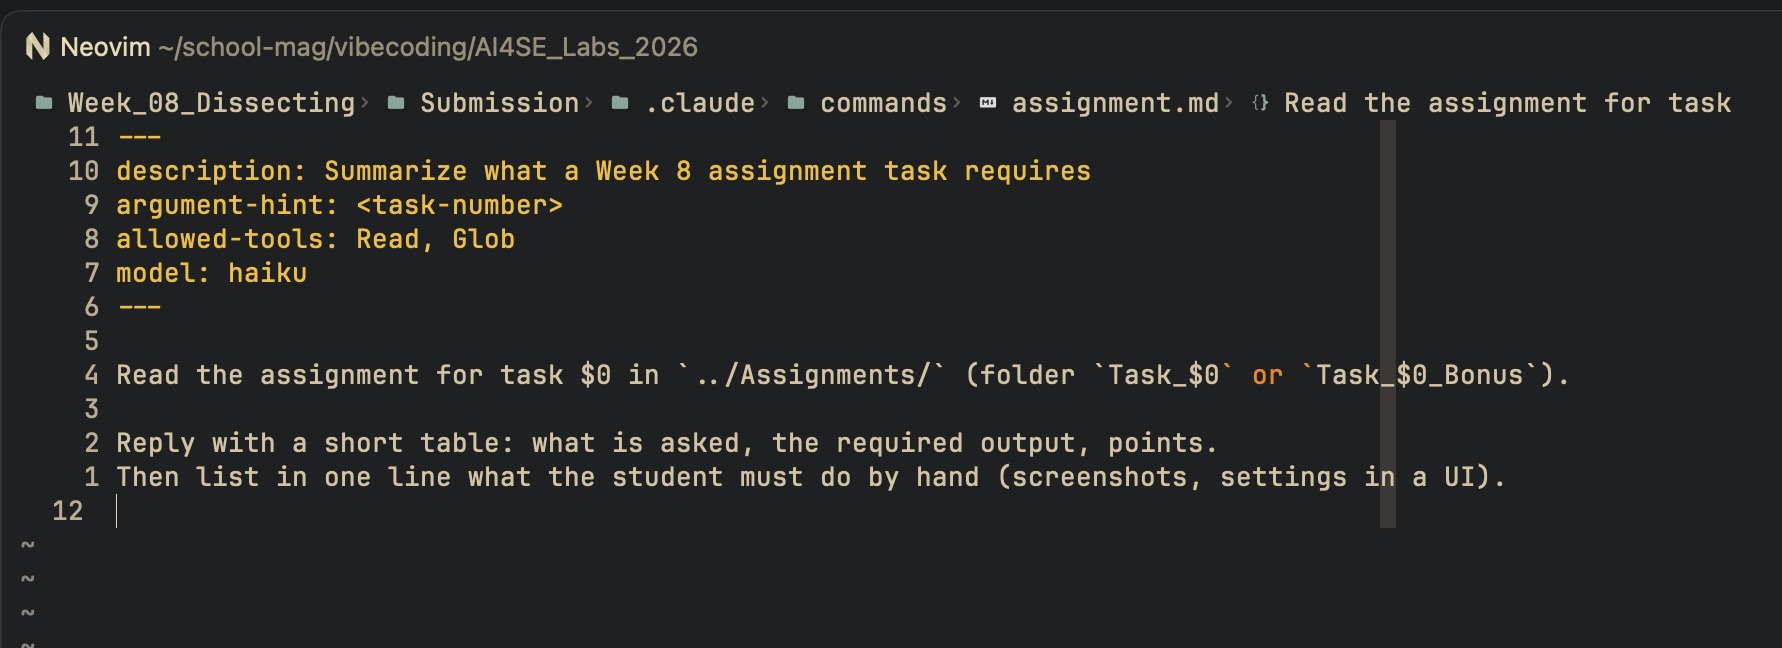 Neovim ~/school-mag/vibecoding/AI4SE_Labs_2026
Week_08_Dissecting › Submission › .claude › commands › assignment.md › {} Read the assignment for task
11 ---
10 description: Summarize what a Week 8 assignment task requires
9 argument-hint: <task-number>
8 allowed-tools: Read, Glob
7 model: haiku
6 ---
5
4 Read the assignment for task $0 in `../Assignments/` (folder `Task_$0` or `Task_$0_Bonus`).
3
2 Reply with a short table: what is asked, the required output, points.
1 Then list in one line what the student must do by hand (screenshots, settings in a UI).
12
~
~
~
~